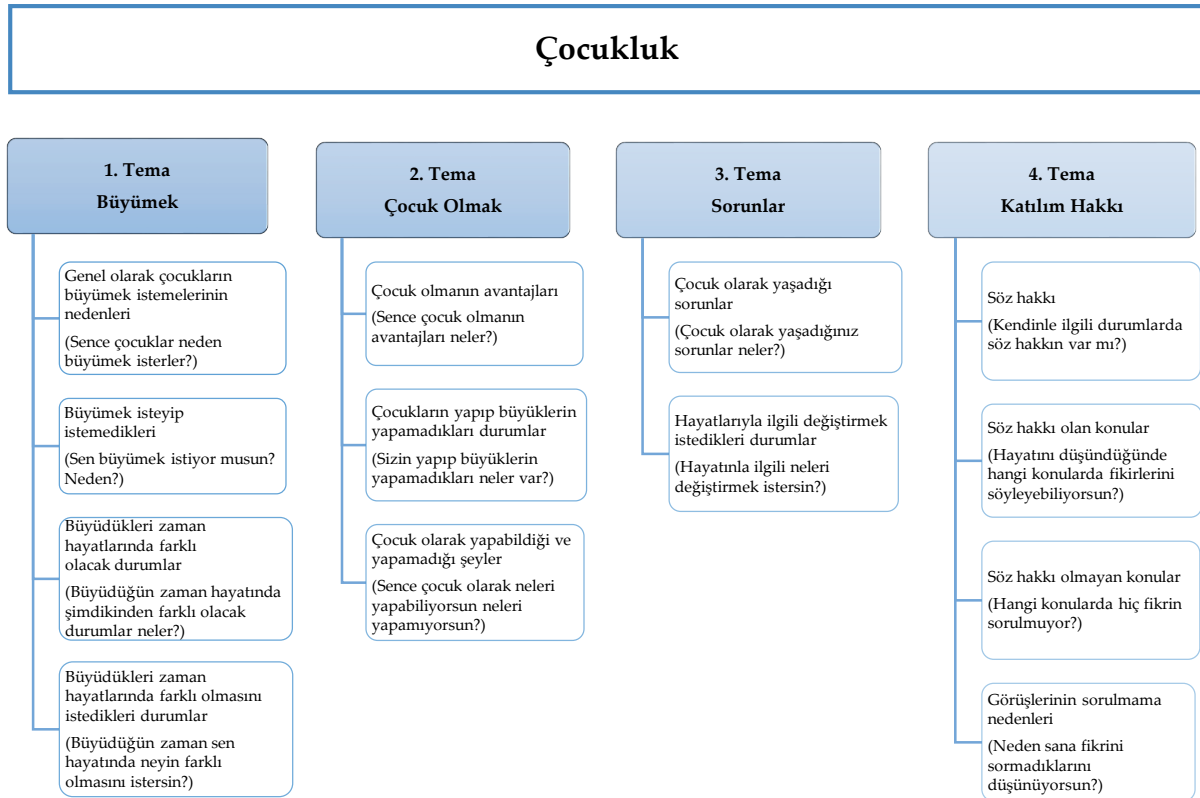 Çocukluk
1. Tema
Büyümek
Genel olarak çocukların
büyümek istemelerinin
nedenleri
(Sence çocuklar neden
büyümek isterler?)
Büyümek isteyip
istemedikleri
(Sen büyümek istiyor musun?
Neden?)
Büyüdükleri zaman
hayatlarında farklı
olacak durumlar
(Büyüdüğün zaman hayatında
şimdikinden farklı olacak
durumlar neler?)
Büyüdükleri zaman
hayatlarında farklı olmasını
istedikleri durumlar
(Büyüdüğün zaman sen
hayatında neyin farklı
olmasını istersin?)
2. Tema
Çocuk Olmak
Çocuk olmanın avantajları
(Sence çocuk olmanın
avantajları neler?)
Çocukların yapıp büyüklerin
yapamadıkları durumlar
(Sizin yapıp büyüklerin
yapamadıkları neler var?)
Çocuk olarak yapabildiği ve
yapamadığı şeyler
(Sence çocuk olarak neleri
yapabiliyorsun neleri
yapamıyorsun?)
3. Tema
Sorunlar
Çocuk olarak yaşadığı
sorunlar
(Çocuk olarak yaşadığınız
sorunlar neler?)
Hayatlarıyla ilgili değiştirmek
istedikleri durumlar
(Hayatınla ilgili neleri
değiştirmek istersin?)
4. Tema
Katılım Hakkı
Söz hakkı
(Kendinle ilgili durumlarda
söz hakkın var mı?)
Söz hakkı olan konular
(Hayatını düşündüğünde
hangi konularda fikirlerini
söyleyebiliyorsun?)
Söz hakkı olmayan konular
(Hangi konularda hiç fikrin
sorulmuyor?)
Görüşlerinin sorulmama
nedenleri
(Neden sana fikrini
sormadıklarını
düşünüyorsun?)